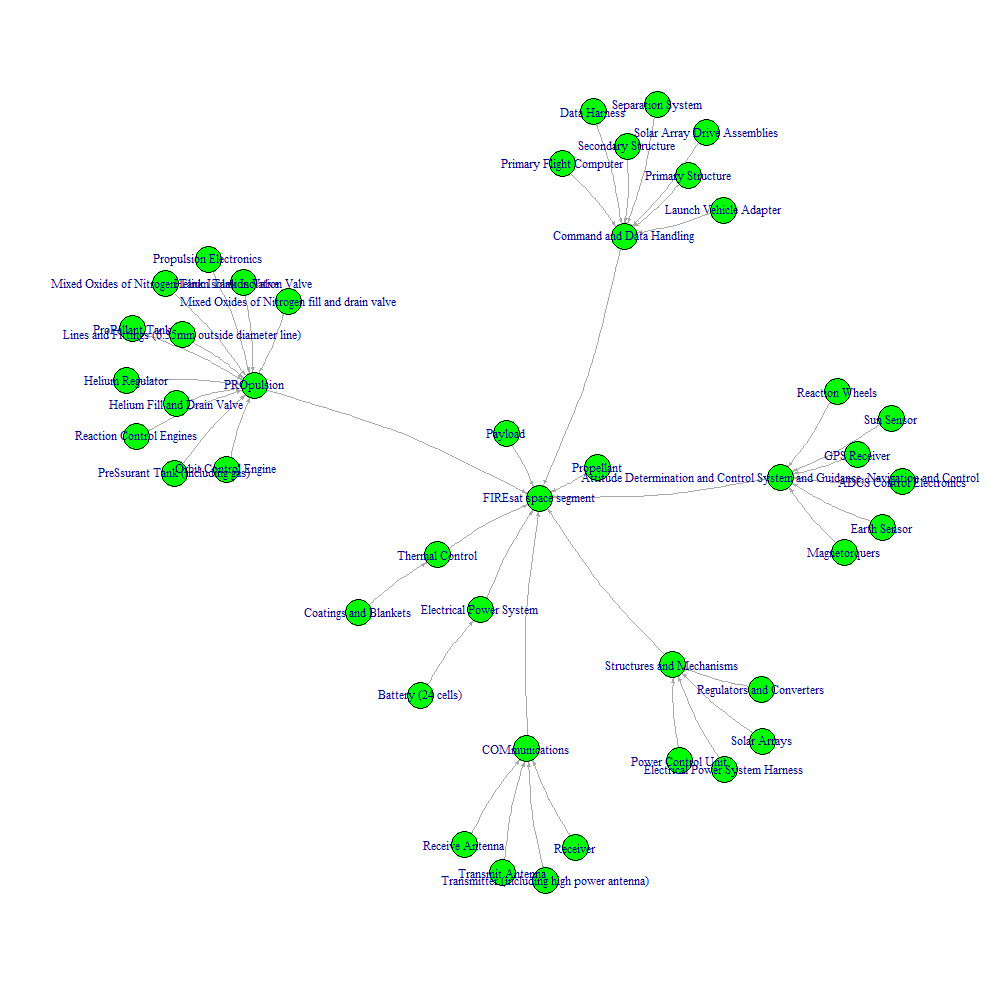 Separation System
Data Harness
Solar Array Drive Assemblies
Secondary Structure
Primary Flight Computer
Primary Structure
Launch Vehicle Adapter
Command and Data Handling
Propulsion Electronics
Mixed Oxides of Nitrogen Tank Isolation Valve
Helium Isolation Valve
Mixed Oxides of Nitrogen fill and drain valve
ProPellant Tank
Lines and Fittings (6.35mm outside diameter line)
Helium Regulator
PROpulsion
Helium Fill and Drain Valve
Reaction Control Engines
PreSsurant Tank (including gas)
Orbit Control Engine
Reaction Wheels
Sun Sensor
Payload
GPS Receiver
Propellant
Attitude Determination and Control System and Guidance, Navigation and Control
ADCS Control Electronics
FIREsat space segment
Earth Sensor
Magnetorquers
Thermal Control
Coatings and Blankets
Electrical Power System
Structures and Mechanisms
Regulators and Converters
Battery (24 cells)
Solar Arrays
COMmunications
Power Control Unit
Electrical Power System Harness
Receive Antenna
Receiver
Transmit Antenna
Transmitter (including high power antenna)